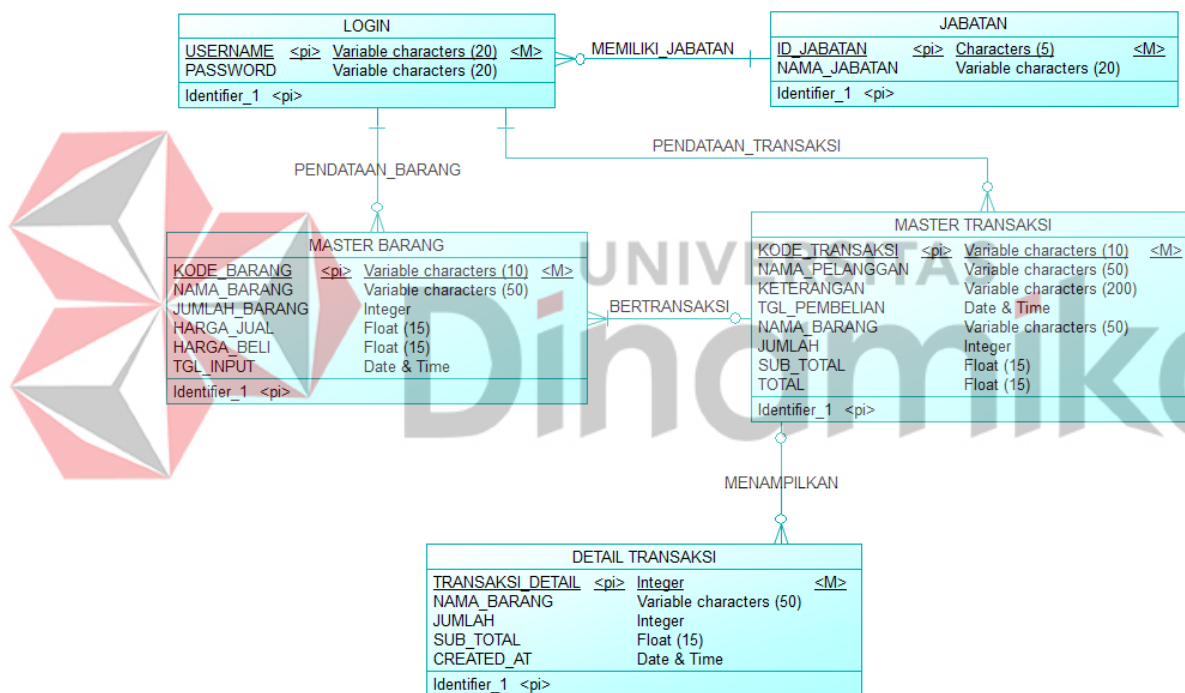 LOGIN
USERNAME <pi> Variable characters (20) <M>
PASSWORD Variable characters (20)
Identifier_1 <pi>
MEMILIKI_JABATAN
JABATAN
ID_JABATAN <pi> Characters (5) <M>
NAMA_JABATAN Variable characters (20)
Identifier_1 <pi>
PENDATAAN_BARANG
PENDATAAN_TRANSAKSI
MASTER BARANG
KODE_BARANG <pi> Variable characters (10) <M>
NAMA_BARANG Variable characters (50)
JUMLAH_BARANG Integer
HARGA_JUAL Float (15)
HARGA_BELI Float (15)
TGL_INPUT Date & Time
Identifier_1 <pi>
BERTRANSAKSI
MASTER TRANSAKSI
KODE_TRANSAKSI <pi> Variable characters (10) <M>
NAMA_PELANGGAN Variable characters (50)
KETERANGAN Variable characters (200)
TGL_PEMBELIAN Date & Time
NAMA_BARANG Variable characters (50)
JUMLAH Integer
SUB_TOTAL Float (15)
TOTAL Float (15)
Identifier_1 <pi>
UNIVERSITAS
Dinamika
MENAMPILKAN
DETAIL TRANSAKSI
TRANSAKSI_DETAIL <pi> Integer <M>
NAMA_BARANG Variable characters (50)
JUMLAH Integer
SUB_TOTAL Float (15)
CREATED_AT Date & Time
Identifier_1 <pi>